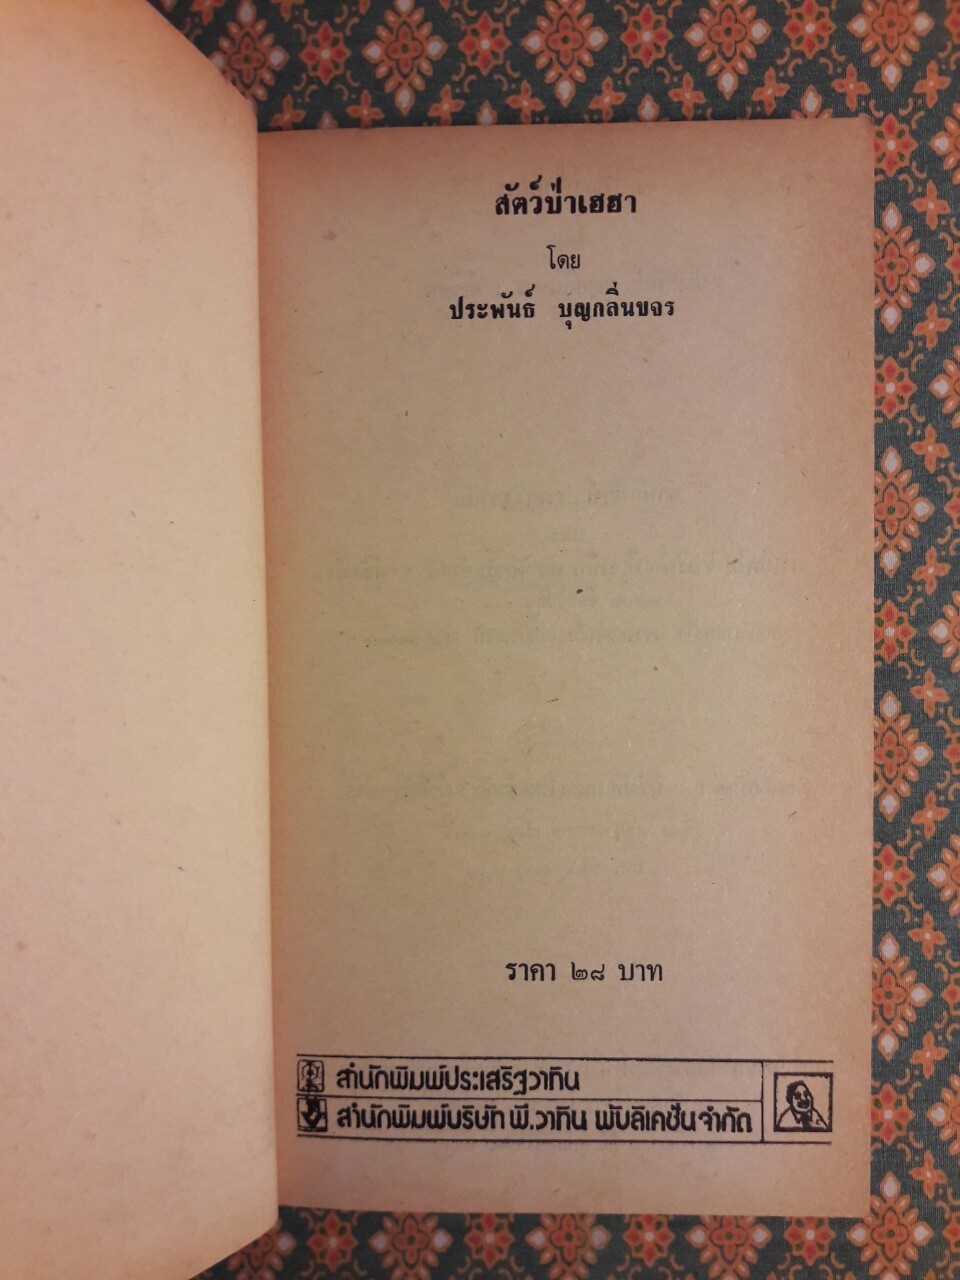 สัตว์ป่าเฮฮา
โดย
ประพันธ์ บุญกลิ่นขจร
ราคา ๒๘ บาท
สำนักพิมพ์ประเสริฐวาทิน
สำนักพิมพ์บริษัท พี.วาทิน พับลิเคชั่น จำกัด